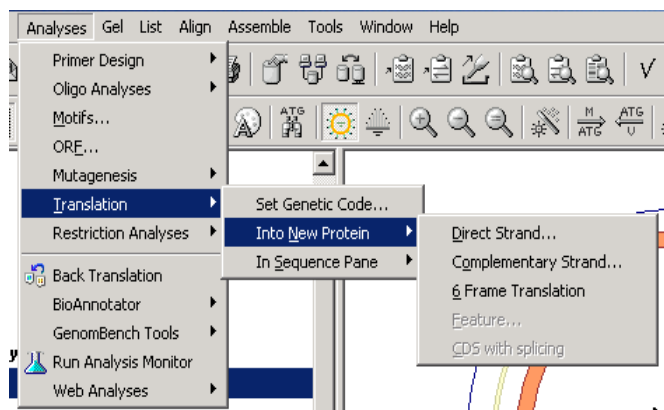 Analyses Gel List Align Assemble Tools Window Help
Primer Design
Oligo Analyses
Motifs...
ORF...
Mutagenesis
Translation
Restriction Analyses
Back Translation
BioAnnotator
GenomBench Tools
Run Analysis Monitor
Web Analyses
ATG
M
ATG
ATG
V
V
Set Genetic Code...
Into New Protein
In Sequence Pane
Direct Strand...
Complementary Strand...
6 Frame Translation
Feature...
CDS with splicing
y